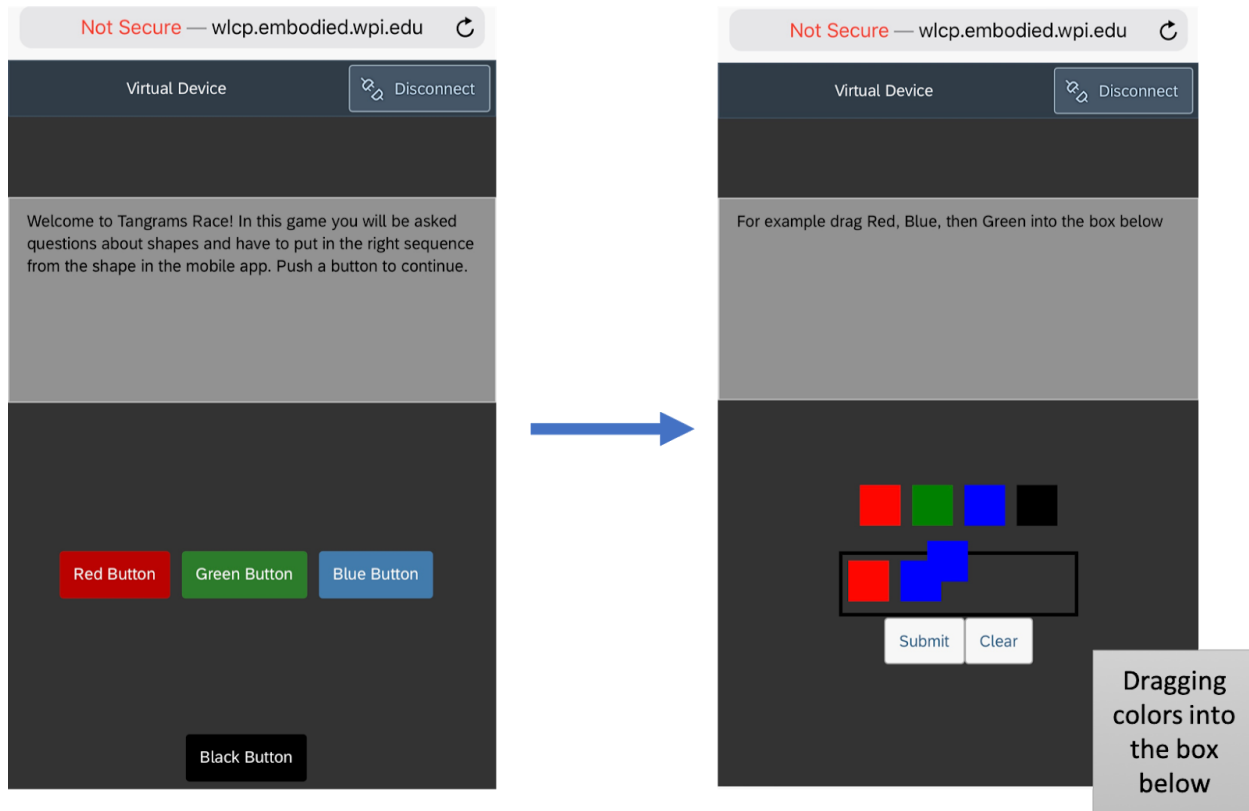 Not Secure — wlcp.embodied.wpi.edu
Virtual Device
Disconnect
Welcome to Tangrams Race! In this game you will be asked
questions about shapes and have to put in the right sequence
from the shape in the mobile app. Push a button to continue.
Red Button
Green Button
Blue Button
Black Button
Not Secure — wlcp.embodied.wpi.edu
Virtual Device
Disconnect
For example drag Red, Blue, then Green into the box below
Submit
Clear
Dragging
colors into
the box
below